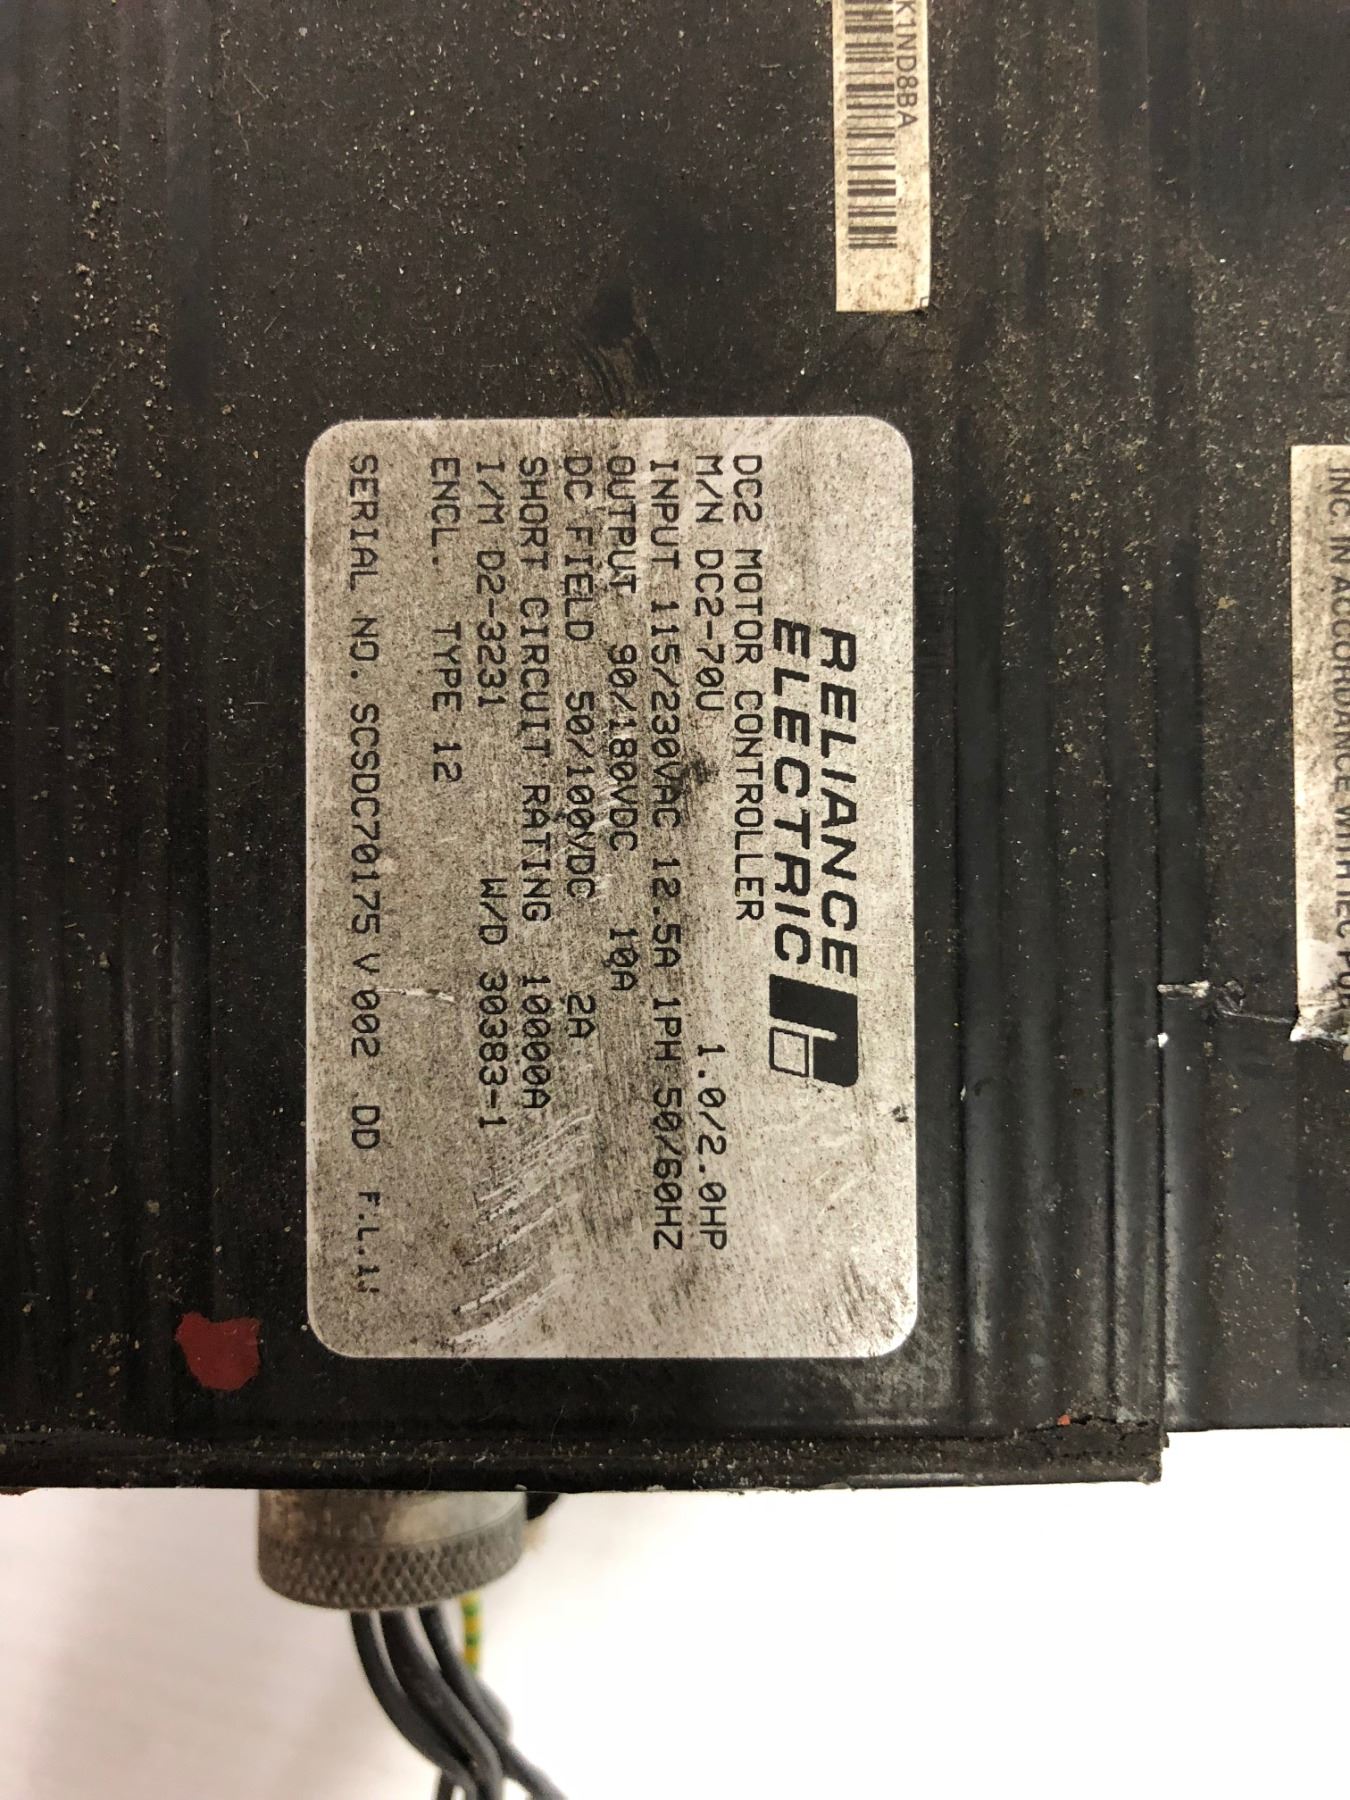 RELIANCE
ELECTRIC
DC2 MOTOR CONTROLLER
M/N DC2-70U 1.0/2.0HP
INPUT 115/230VAC 12.5A 1PH 50/60HZ
OUTPUT 90/180VDC 10A
DC FIELD 50/100VDC 2A
SHORT CIRCUIT RATING 10000A
I/M D2-3231 W/D 30383-1
ENCL. TYPE 12
SERIAL NO. SCSDC70175 V 002 DD
K1ND8BA
INC. IN ACCORDANCE WITH IEC